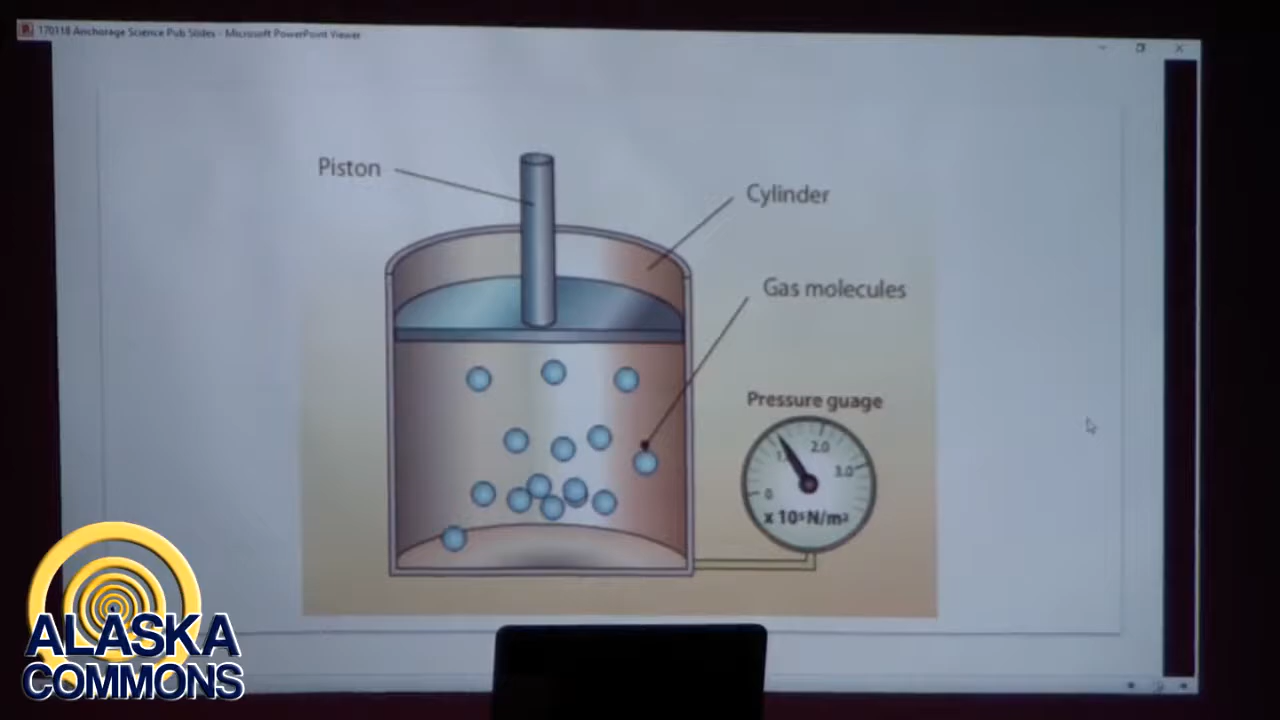 170118 Anchorage Science Pub Slides - Microsoft PowerPoint Viewer
Piston
Cylinder
Gas molecules
Pressure guage
2.0
3.0
0
x 10⁵ N/m²
ALASKA
COMMONS